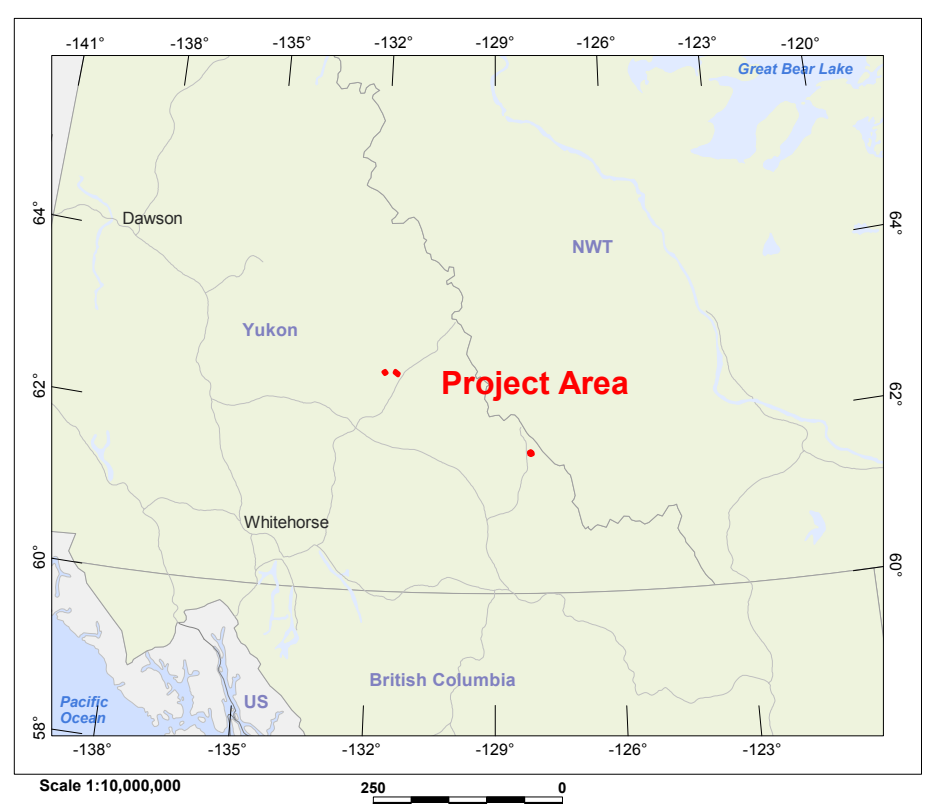 -141° -138° -135° -132° -129° -126° -123° -120°
Great Bear Lake
64°
Dawson
64°
NWT
Yukon
62°
Project Area
62°
Whitehorse
60°
60°
British Columbia
Pacific
Ocean
US
58°
-138° -135° -132° -129° -126° -123°
Scale 1:10,000,000
250 0